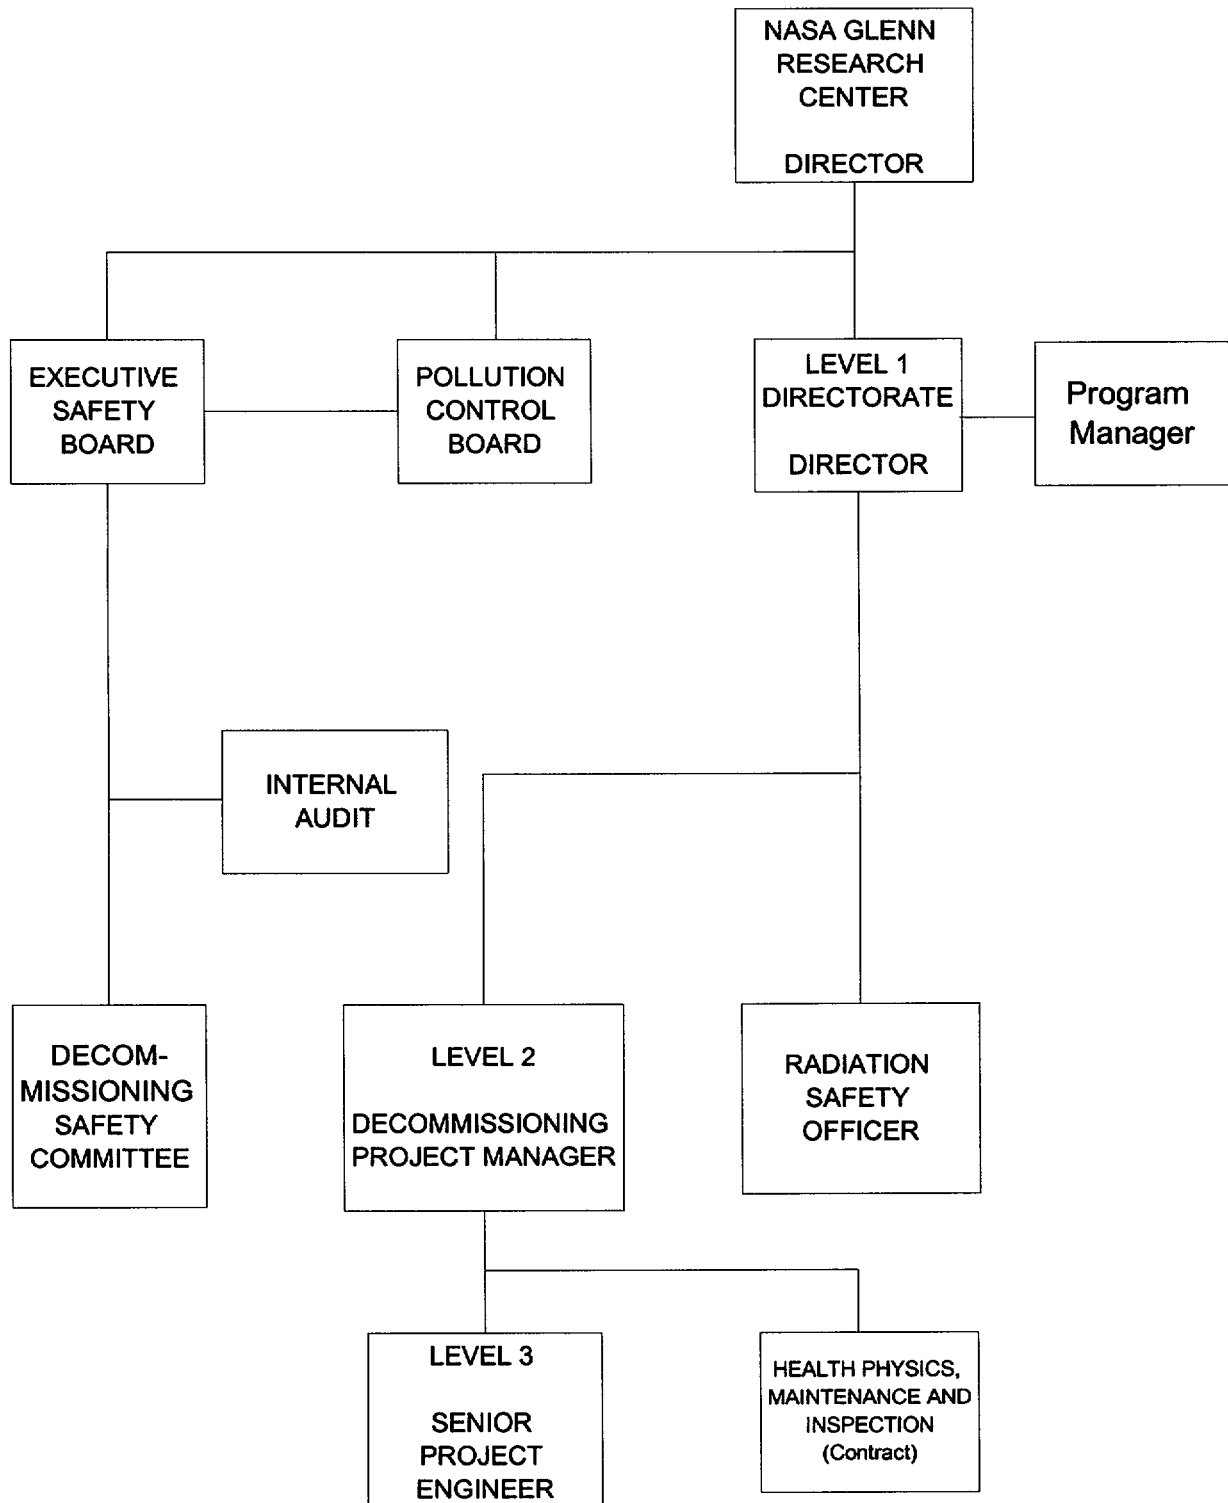 NASA GLENN
RESEARCH
CENTER
DIRECTOR
EXECUTIVE
SAFETY
BOARD
POLLUTION
CONTROL
BOARD
LEVEL 1
DIRECTORATE
DIRECTOR
Program
Manager
INTERNAL
AUDIT
DECOM-
MISSIONING
SAFETY
COMMITTEE
LEVEL 2
DECOMMISSIONING
PROJECT MANAGER
RADIATION
SAFETY
OFFICER
LEVEL 3
SENIOR
PROJECT
ENGINEER
HEALTH PHYSICS,
MAINTENANCE AND
INSPECTION
(Contract)